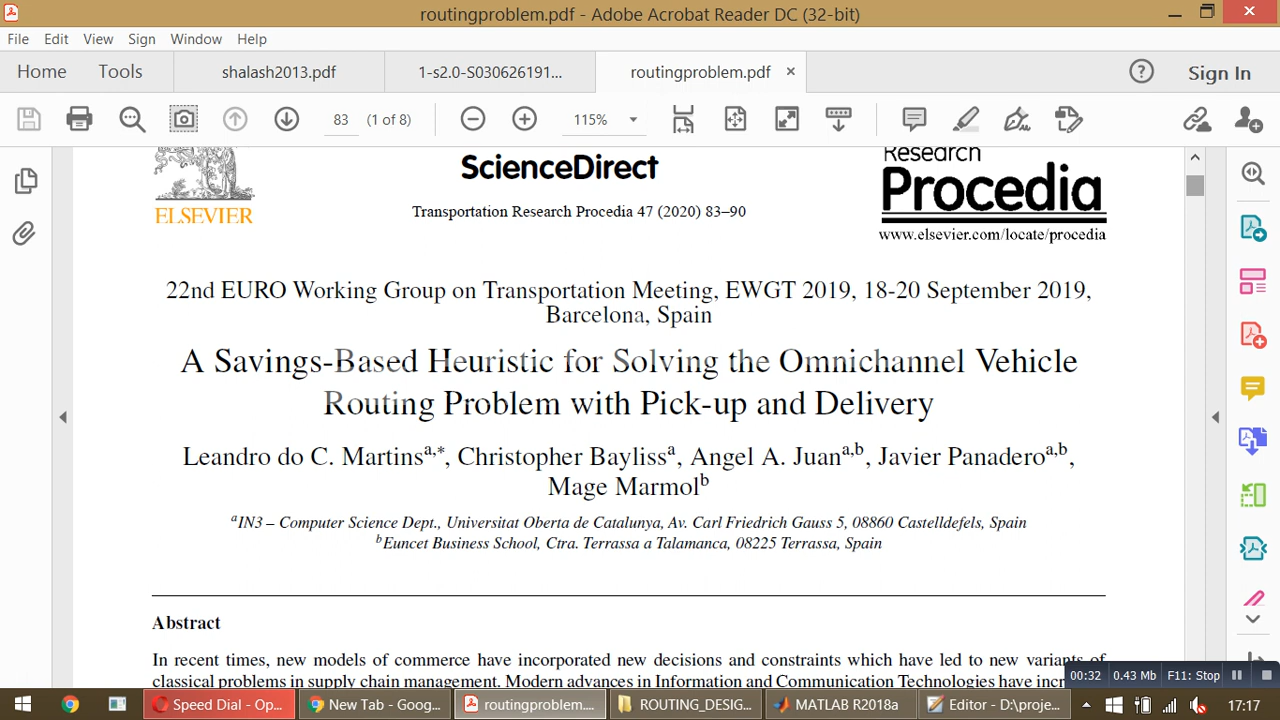 routingproblem.pdf - Adobe Acrobat Reader DC (32-bit)
File Edit View Sign Window Help
Home Tools shalash2013.pdf 1-s2.0-S030626191... routingproblem.pdf × Sign In
83 (1 of 8) 115%
ELSEVIER
ScienceDirect
Transportation Research Procedia 47 (2020) 83–90
Research
Procedia
www.elsevier.com/locate/procedia
22nd EURO Working Group on Transportation Meeting, EWGT 2019, 18-20 September 2019,
Barcelona, Spain
A Savings-Based Heuristic for Solving the Omnichannel Vehicle
Routing Problem with Pick-up and Delivery
Leandro do C. Martins a,*, Christopher Bayliss a, Angel A. Juan a,b, Javier Panadero a,b,
Mage Marmol b
a IN3 – Computer Science Dept., Universitat Oberta de Catalunya, Av. Carl Friedrich Gauss 5, 08860 Castelldefels, Spain
b Euncet Business School, Ctra. Terrassa a Talamanca, 08225 Terrassa, Spain
Abstract
In recent times, new models of commerce have incorporated new decisions and constraints which have led to new variants of
classical problems in supply chain management. Modern advances in Information and Communication Technologies have incr
00:32 0.43 Mb F11: Stop
Speed Dial - Op... New Tab - Goog... routingproblem.... ROUTING_DESIG... MATLAB R2018a Editor - D:\proje... 17:17